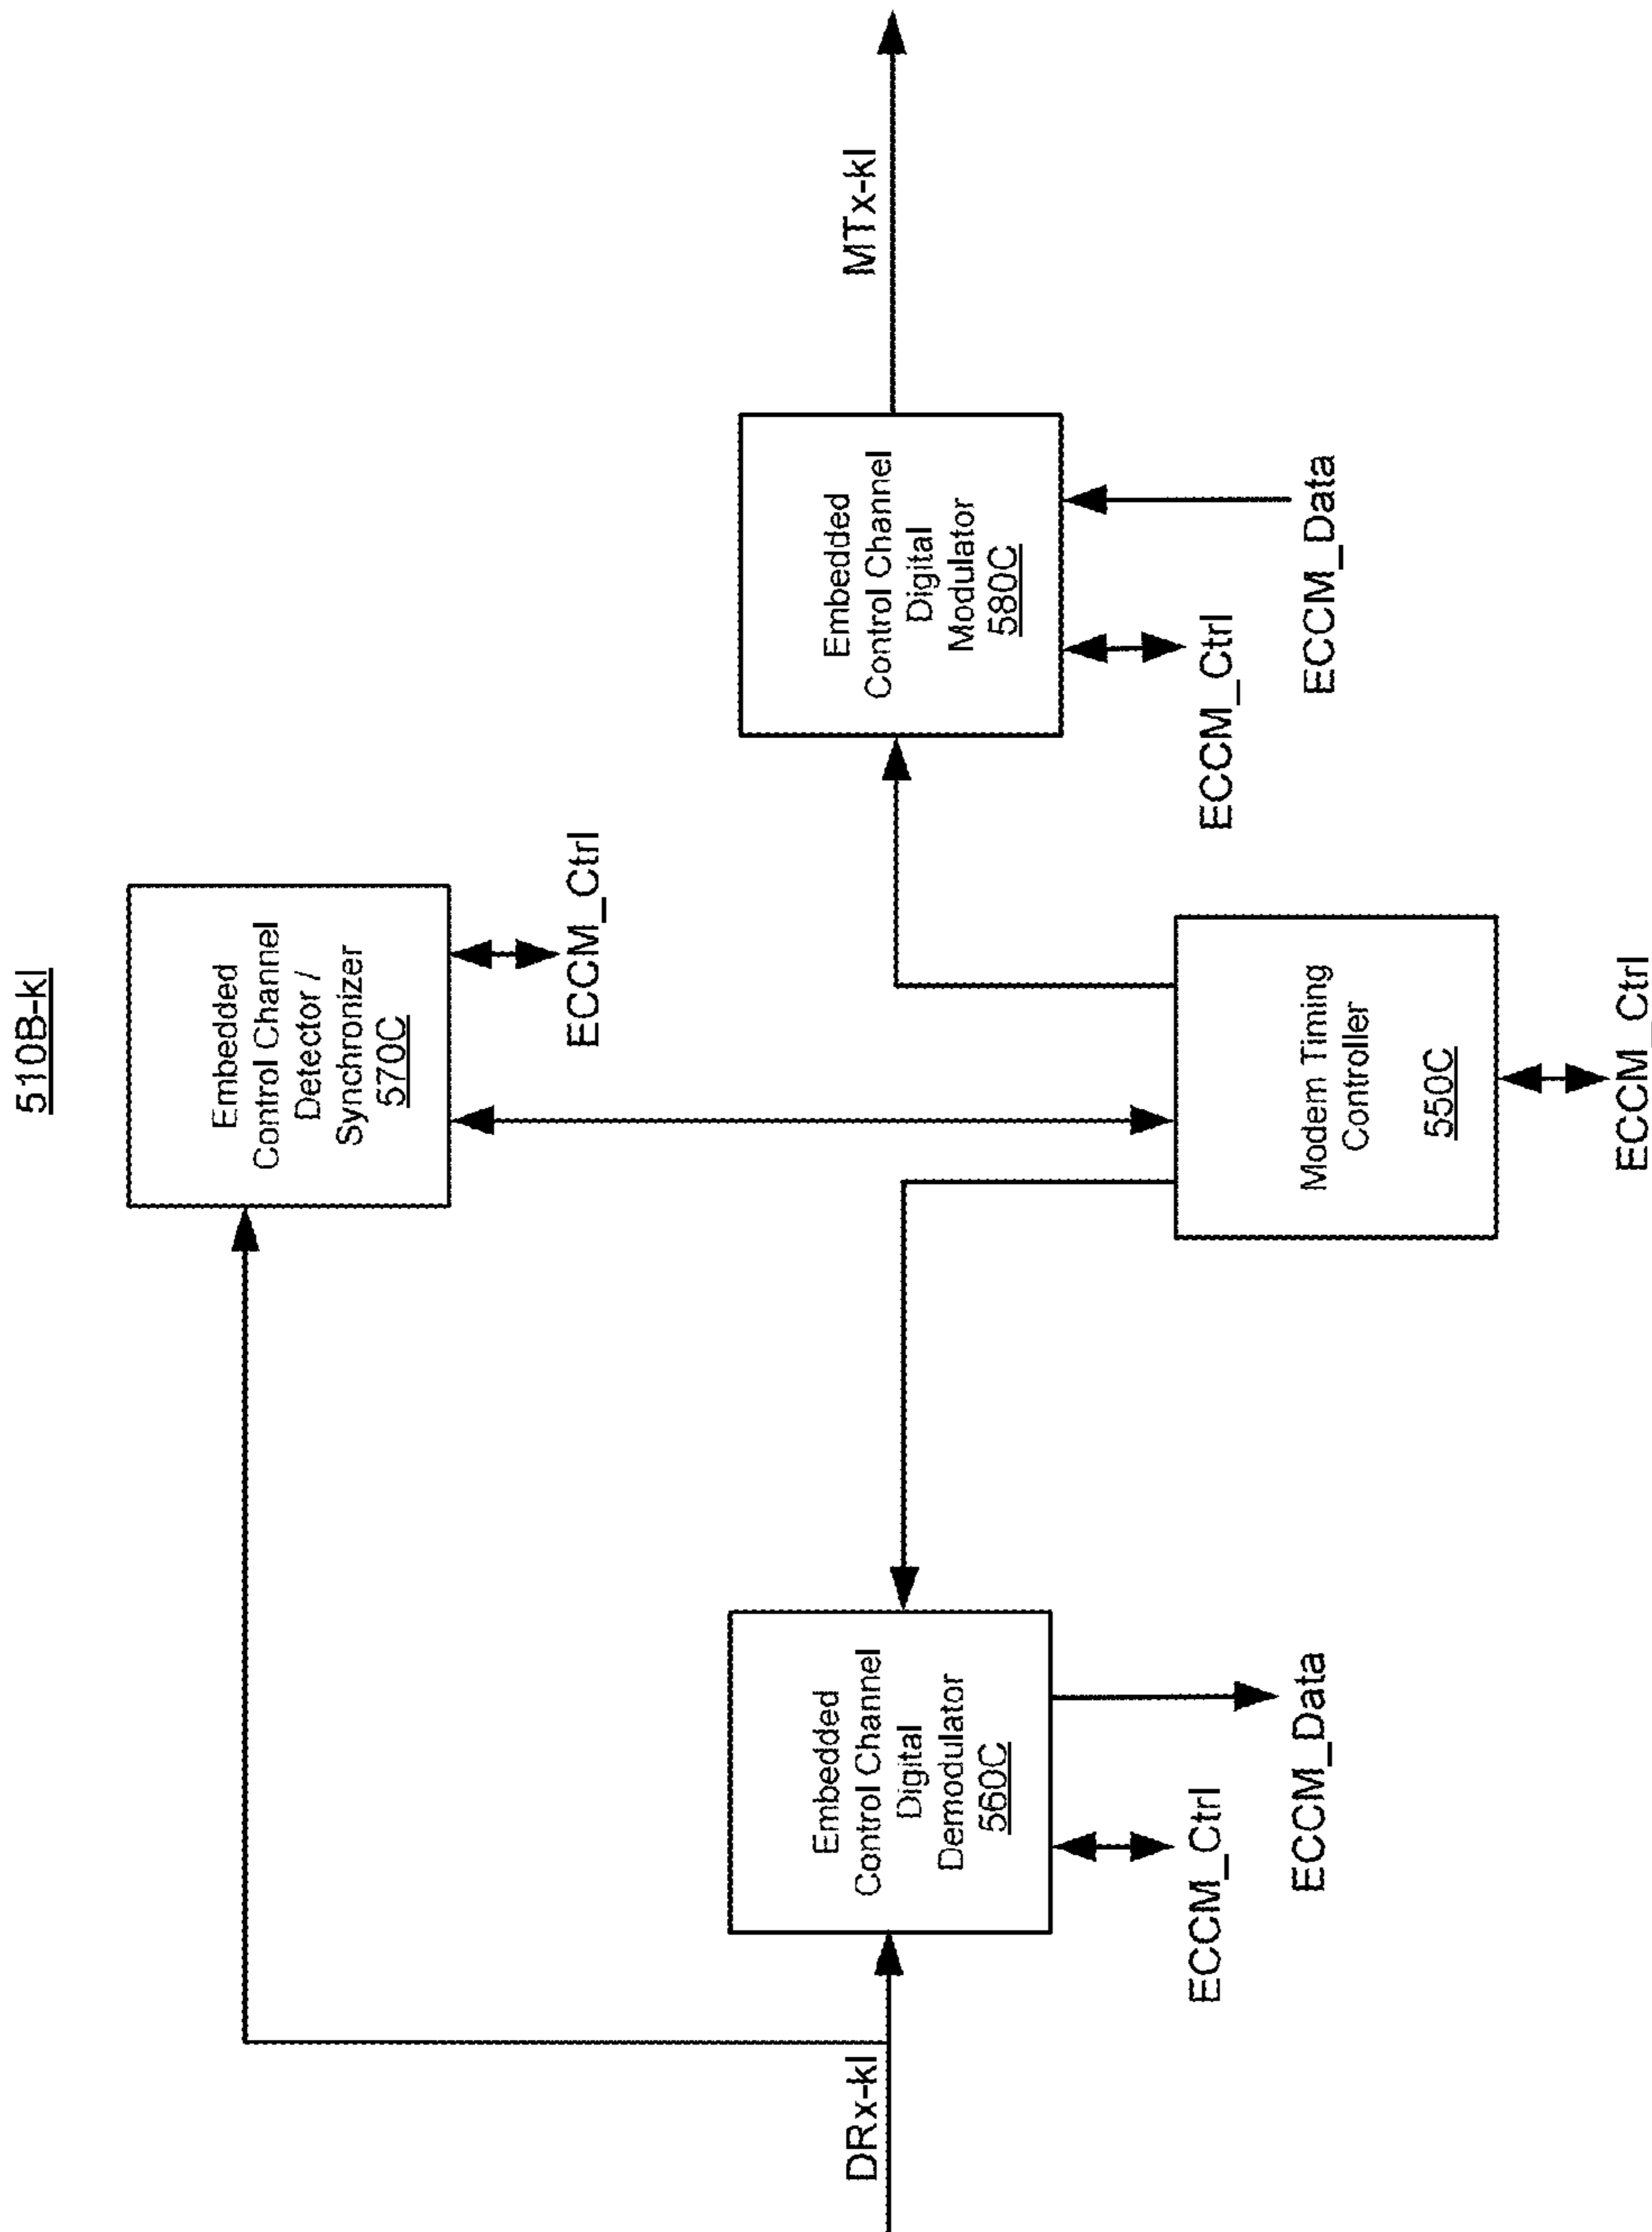 510B-kl
Embedded
Control Channel
Detector /
Synchronizer
570C
ECCM_Ctrl
DRx-kl
Embedded
Control Channel
Digital
Demodulator
560C
ECCM_Ctrl
ECCM_Data
Modem Timing
Controller
550C
ECCM_Ctrl
Embedded
Control Channel
Digital
Modulator
580C
ECCM_Ctrl
ECCM_Data
MTx-kl